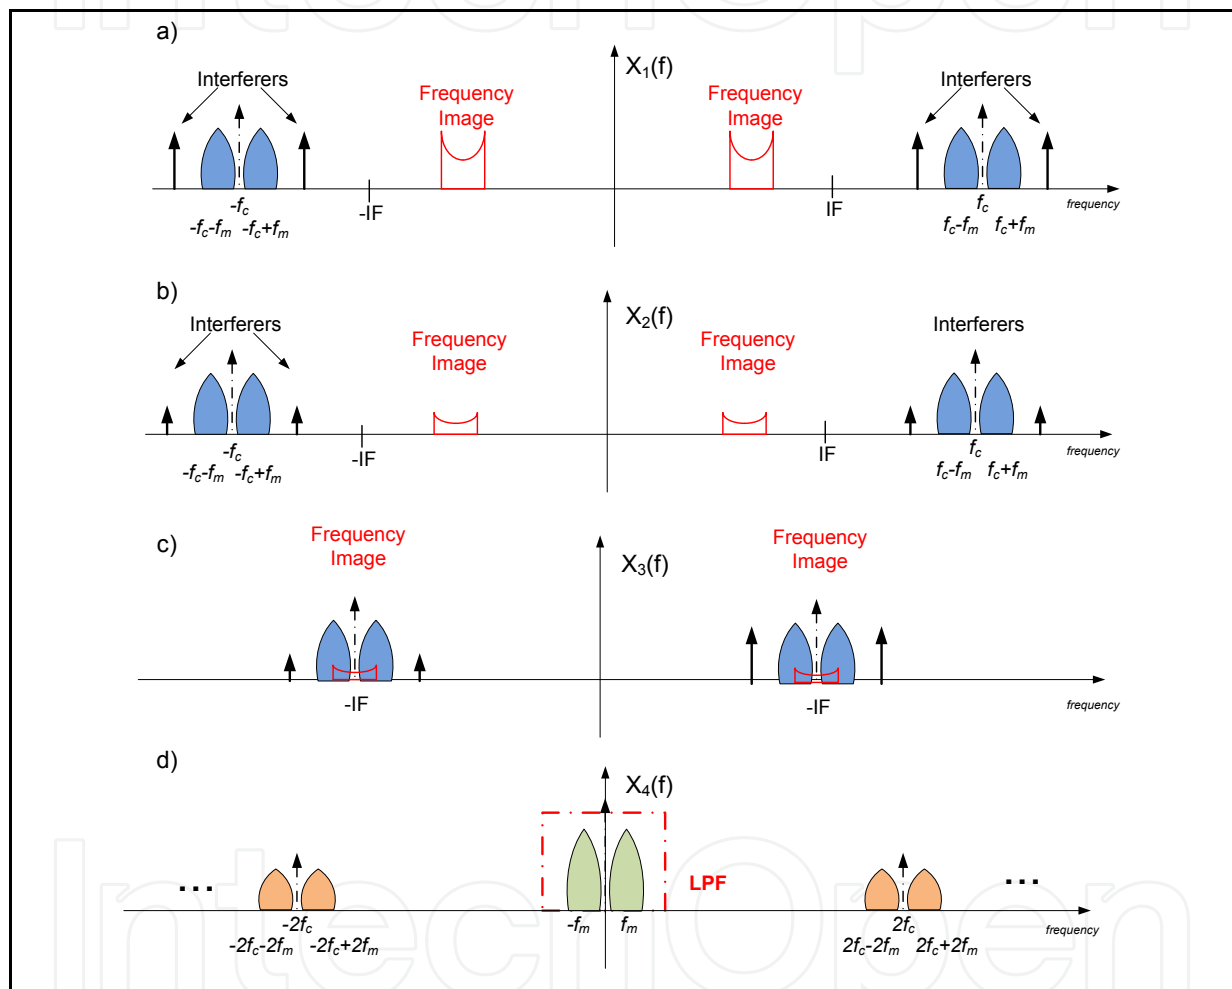 a)
X1(f)
Interferers
Frequency
Image
Frequency
Image
Interferers
-fc
-fc-fm -fc+fm
-IF
IF
fc
fc-fm fc+fm
frequency
b)
X2(f)
Interferers
Frequency
Image
Frequency
Image
Interferers
-fc
-fc-fm -fc+fm
-IF
IF
fc
fc-fm fc+fm
frequency
c)
Frequency
Image
X3(f)
Frequency
Image
-IF
-IF
frequency
d)
X4(f)
LPF
...
...
-2fc
-2fc-2fm -2fc+2fm
-fm fm
2fc
2fc-2fm 2fc+2fm
frequency
IntechOpen
IntechOpen